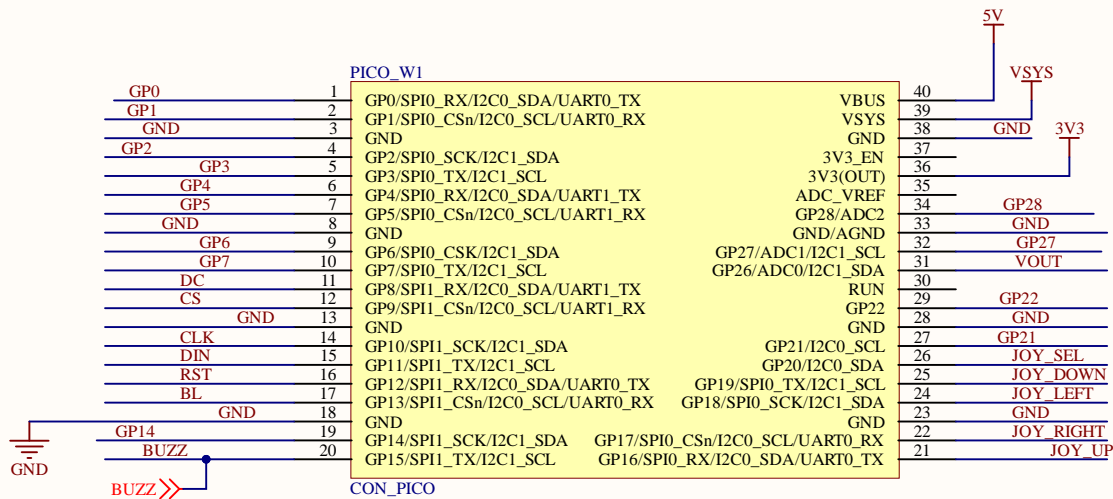 5V
PICO_W1
VSYS
GP0 1 GP0/SPI0_RX/I2C0_SDA/UART0_TX VBUS 40
GP1 2 GP1/SPI0_CSn/I2C0_SCL/UART0_RX VSYS 39
GND 3 GND GND 38 GND 3V3
GP2 4 GP2/SPI0_SCK/I2C1_SDA 3V3_EN 37
GP3 5 GP3/SPI0_TX/I2C1_SCL 3V3(OUT) 36
GP4 6 GP4/SPI0_RX/I2C0_SDA/UART1_TX ADC_VREF 35
GP5 7 GP5/SPI0_CSn/I2C0_SCL/UART1_RX GP28/ADC2 34 GP28
GND 8 GND GND/AGND 33 GND
GP6 9 GP6/SPI0_CSK/I2C1_SDA GP27/ADC1/I2C1_SCL 32 GP27
GP7 10 GP7/SPI0_TX/I2C1_SCL GP26/ADC0/I2C1_SDA 31 VOUT
DC 11 GP8/SPI1_RX/I2C0_SDA/UART1_TX RUN 30
CS 12 GP9/SPI1_CSn/I2C0_SCL/UART1_RX GP22 29 GP22
GND 13 GND GND 28 GND
CLK 14 GP10/SPI1_SCK/I2C1_SDA GP21/I2C0_SCL 27 GP21
DIN 15 GP11/SPI1_TX/I2C1_SCL GP20/I2C0_SDA 26 JOY_SEL
RST 16 GP12/SPI1_RX/I2C0_SDA/UART0_TX GP19/SPI0_TX/I2C1_SCL 25 JOY_DOWN
BL 17 GP13/SPI1_CSn/I2C0_SCL/UART0_RX GP18/SPI0_SCK/I2C1_SDA 24 JOY_LEFT
GND 18 GND GND 23 GND
GP14 19 GP14/SPI1_SCK/I2C1_SDA GP17/SPI0_CSn/I2C0_SCL/UART0_RX 22 JOY_RIGHT
BUZZ 20 GP15/SPI1_TX/I2C1_SCL GP16/SPI0_RX/I2C0_SDA/UART0_TX 21 JOY_UP
GND
BUZZ CON_PICO